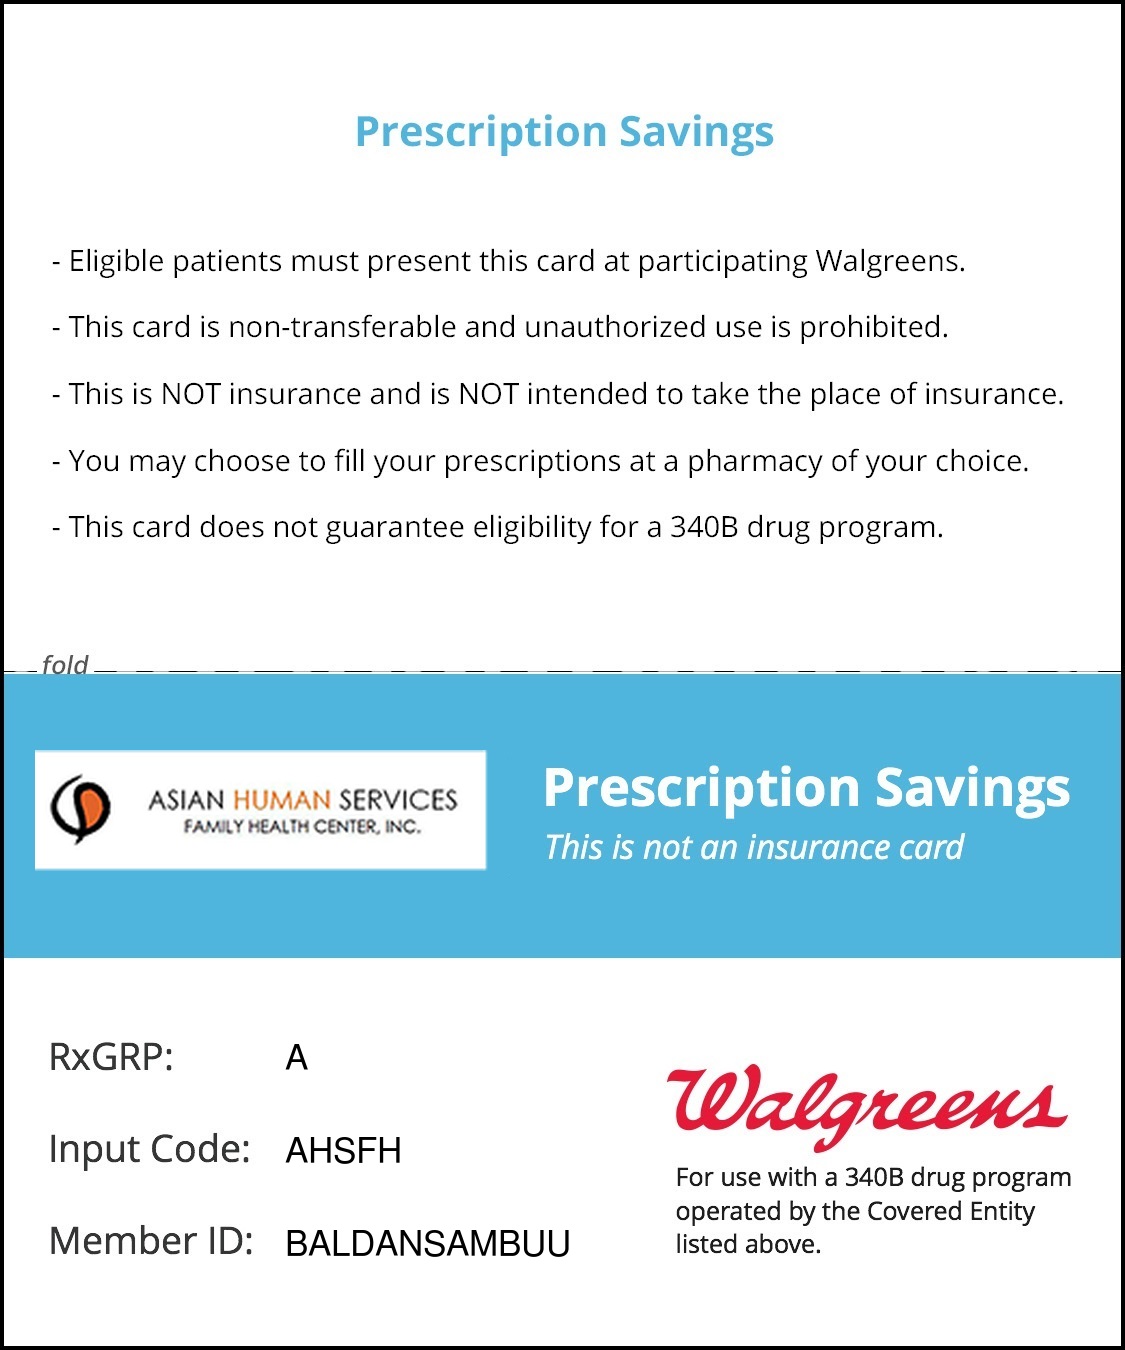 Prescription Savings
- Eligible patients must present this card at participating Walgreens.
- This card is non-transferable and unauthorized use is prohibited.
- This is NOT insurance and is NOT intended to take the place of insurance.
- You may choose to fill your prescriptions at a pharmacy of your choice.
- This card does not guarantee eligibility for a 340B drug program.
fold
ASIAN HUMAN SERVICES
FAMILY HEALTH CENTER, INC.
Prescription Savings
This is not an insurance card
RxGRP: A
Input Code: AHSFH
Member ID: BALDANSAMBUU
Walgreens
For use with a 340B drug program
operated by the Covered Entity
listed above.